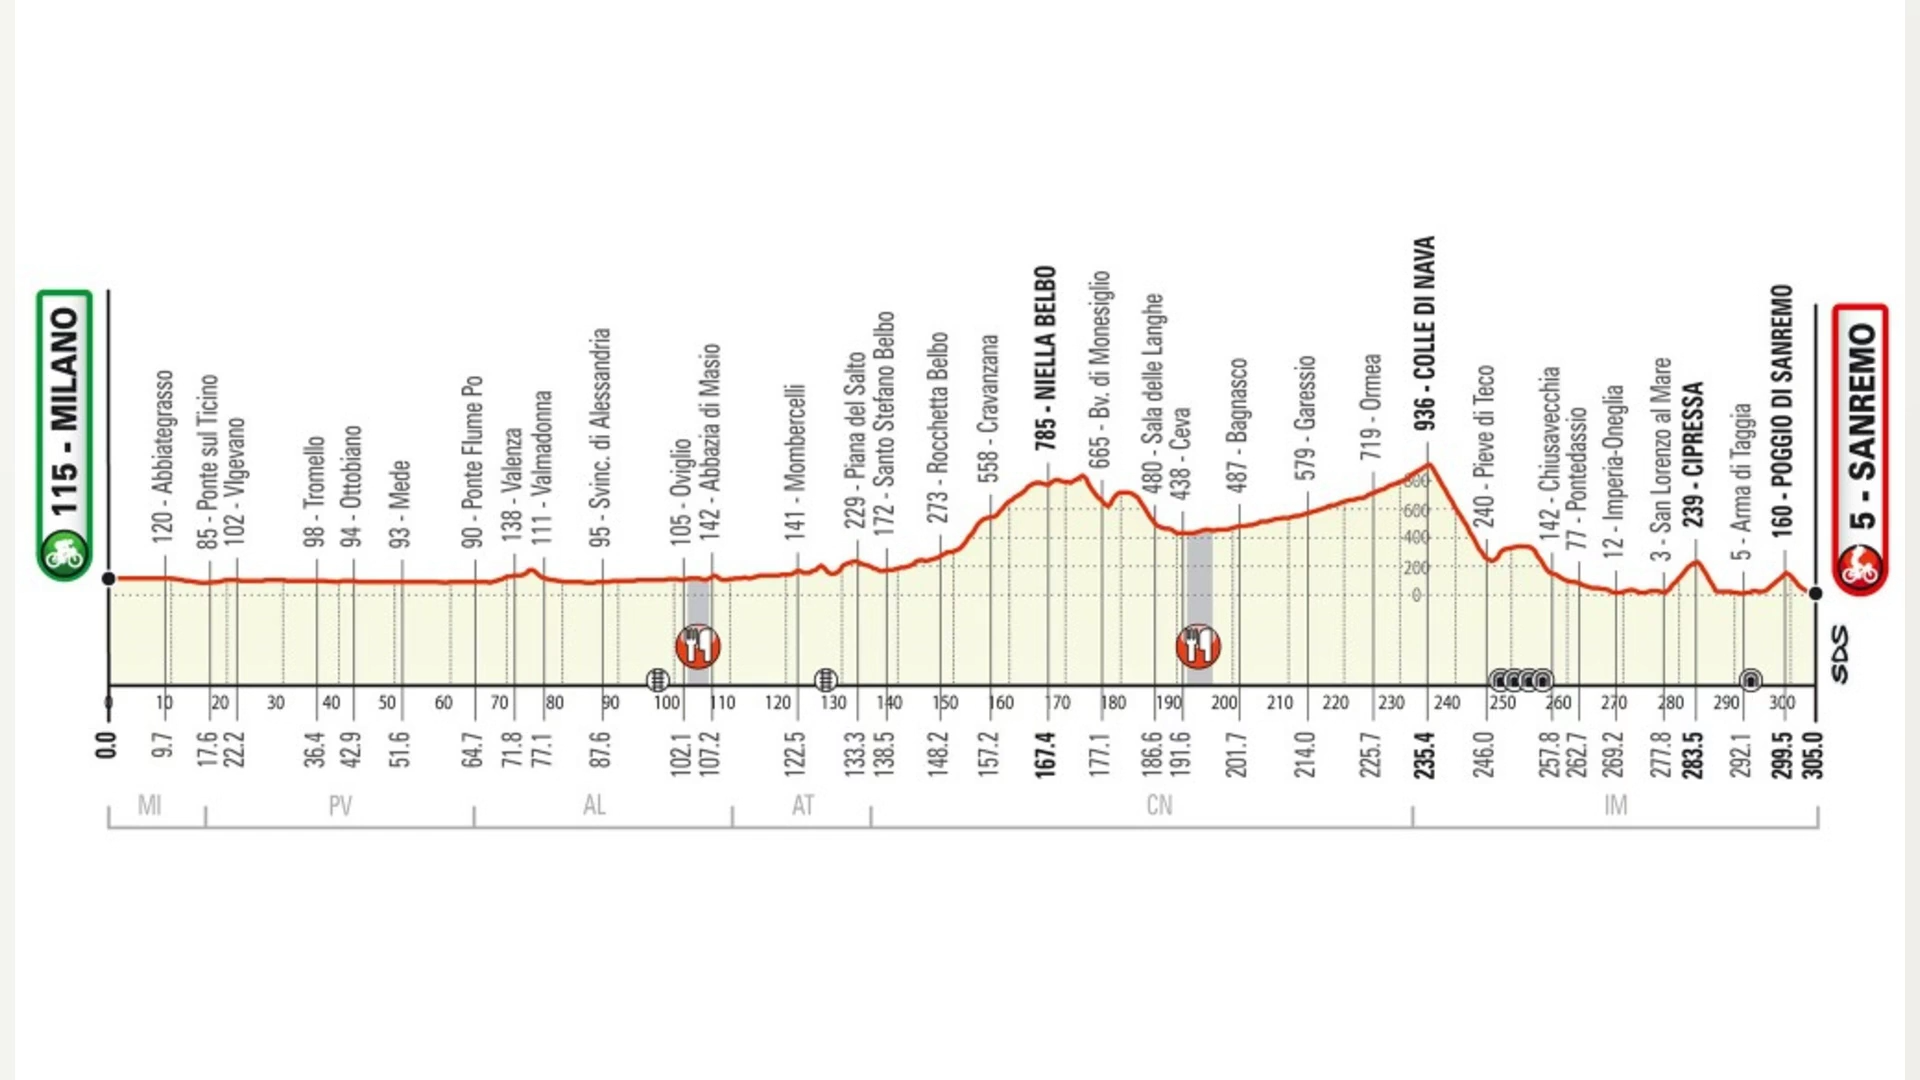 115 - MILANO
120 - Abbiategrasso
85 - Ponte sul Ticino
102 - VIgevano
98 - Tromello
94 - Ottobiano
93 - Mede
90 - Ponte FIume Po
138 - Valenza
111 - Valmadonna
95 - Svinc. di Alessandria
105 - Oviglio
142 - Abbazia di Masio
141 - Mombercelli
229 - Piana del Salto
172 - Santo Stefano Belbo
273 - Rocchetta Belbo
558 - Cravanzana
785 - NIELLA BELBO
665 - Bv. di Monesiglio
480 - Sala delle Langhe
438 - Ceva
487 - Bagnasco
579 - Garessio
719 - Ormea
936 - COLLE DI NAVA
240 - Pieve di Teco
142 - Chiusavecchia
77 - Pontedassio
12 - Imperia-Oneglia
3 - San Lorenzo al Mare
239 - CIPRESSA
5 - Arma di Taggia
160 - POGGIO DI SANREMO
5 - SANREMO
800
600
400
200
0
SDS
0 10 20 30 40 50 60 70 80 90 100 110 120 130 140 150 160 170 180 190 200 210 220 230 240 250 260 270 280 290 300
0.0 9.7 17.6 22.2 36.4 42.9 51.6 64.7 71.8 77.1 87.6 102.1 107.2 122.5 133.3 138.5 148.2 157.2 167.4 177.1 186.6 191.6 201.7 214.0 225.7 235.4 246.0 257.8 262.7 269.2 277.8 283.5 292.1 299.5 305.0
MI PV AL AT CN IM